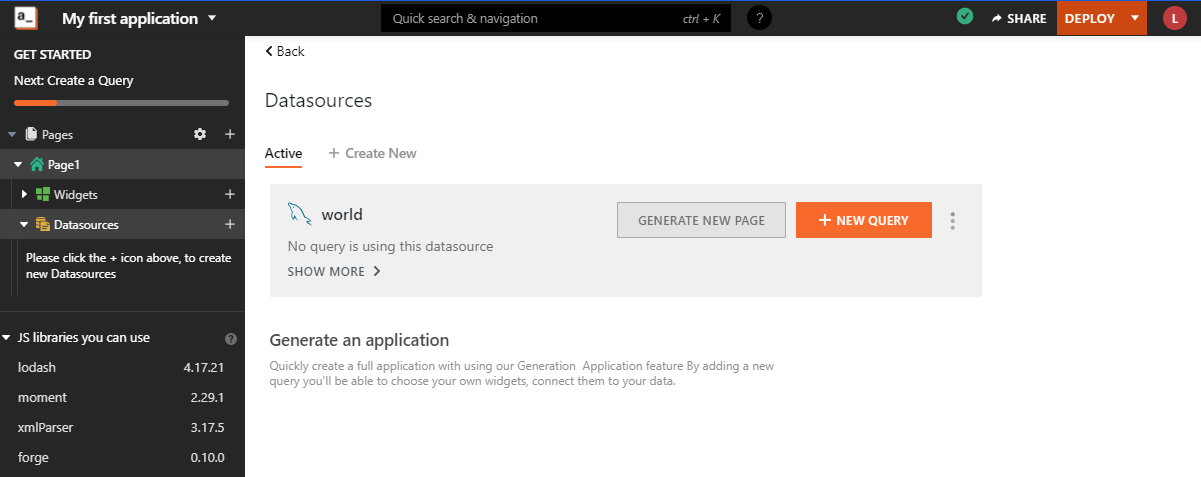 a_ My first application Quick search & navigation ctrl + K ? SHARE DEPLOY L
GET STARTED
Next: Create a Query
Pages
Page1
Widgets
Datasources
Please click the + icon above, to create
new Datasources
JS libraries you can use ?
lodash 4.17.21
moment 2.29.1
xmlParser 3.17.5
forge 0.10.0
Back
Datasources
Active + Create New
world
No query is using this datasource
SHOW MORE
GENERATE NEW PAGE + NEW QUERY
Generate an application
Quickly create a full application with using our Generation Application feature By adding a new
query you'll be able to choose your own widgets, connect them to your data.